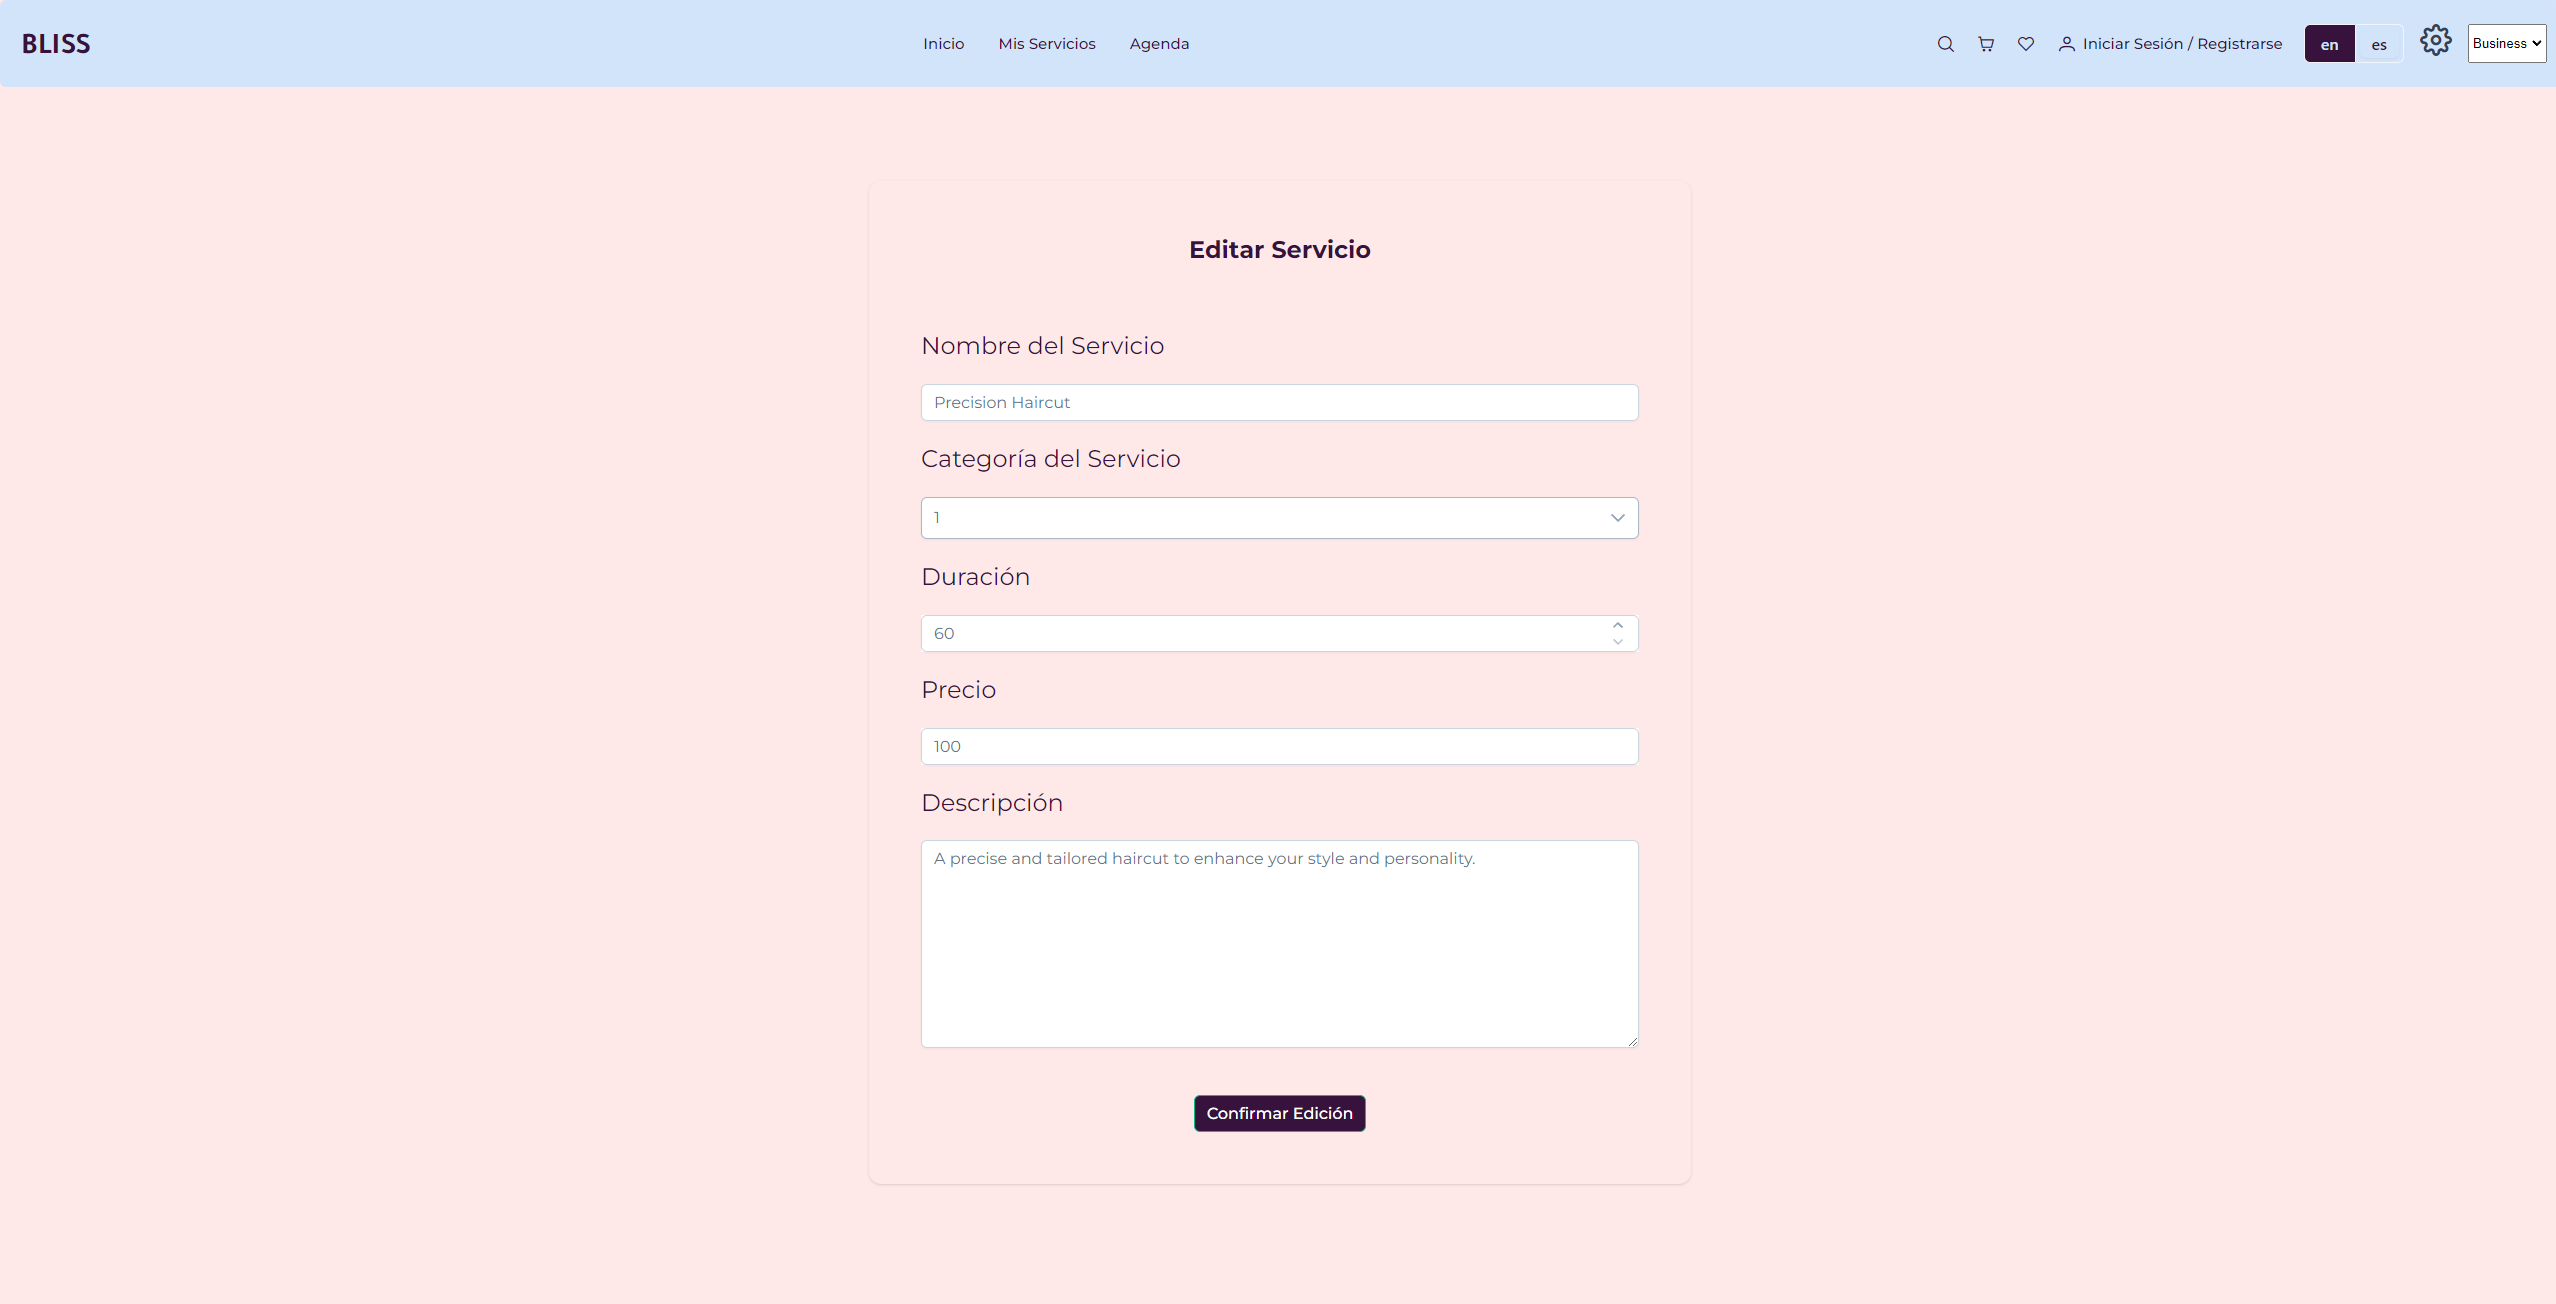 BLISS
Inicio Mis Servicios Agenda
Iniciar Sesión / Registrarse
en es
Business
Editar Servicio
Nombre del Servicio
Precision Haircut
Categoría del Servicio
1
Duración
60
Precio
100
Descripción
A precise and tailored haircut to enhance your style and personality.
Confirmar Edición